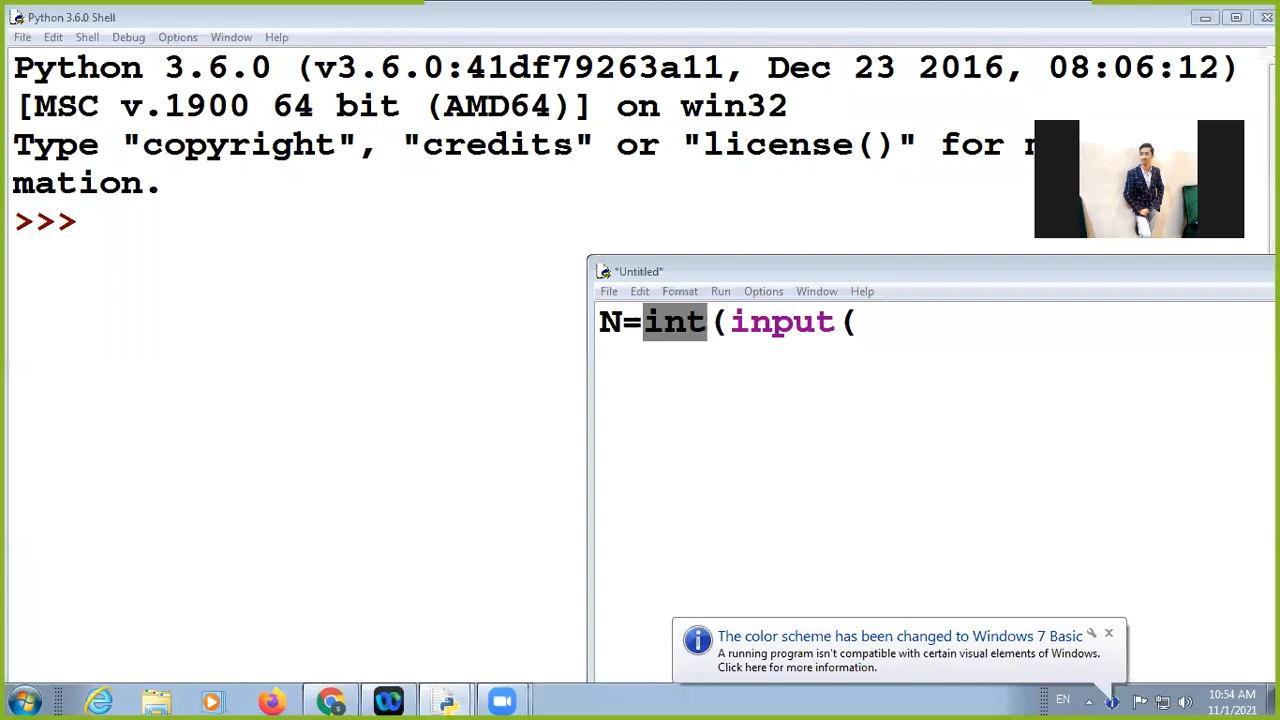 Python 3.6.0 Shell
File Edit Shell Debug Options Window Help
Python 3.6.0 (v3.6.0:41df79263a11, Dec 23 2016, 08:06:12)
[MSC v.1900 64 bit (AMD64)] on win32
Type "copyright", "credits" or "license()" for
mation.
>>>
*Untitled*
File Edit Format Run Options Window Help
N=int(input(
The color scheme has been changed to Windows 7 Basic
A running program isn't compatible with certain visual elements of Windows.
Click here for more information.
EN
10:54 AM
11/1/2021